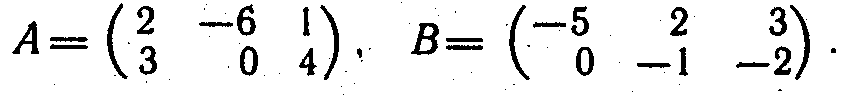 A = ( 2 −6 1 ), B = ( −5 2 3 ).
( 3 0 4 ) ( 0 −1 −2 )